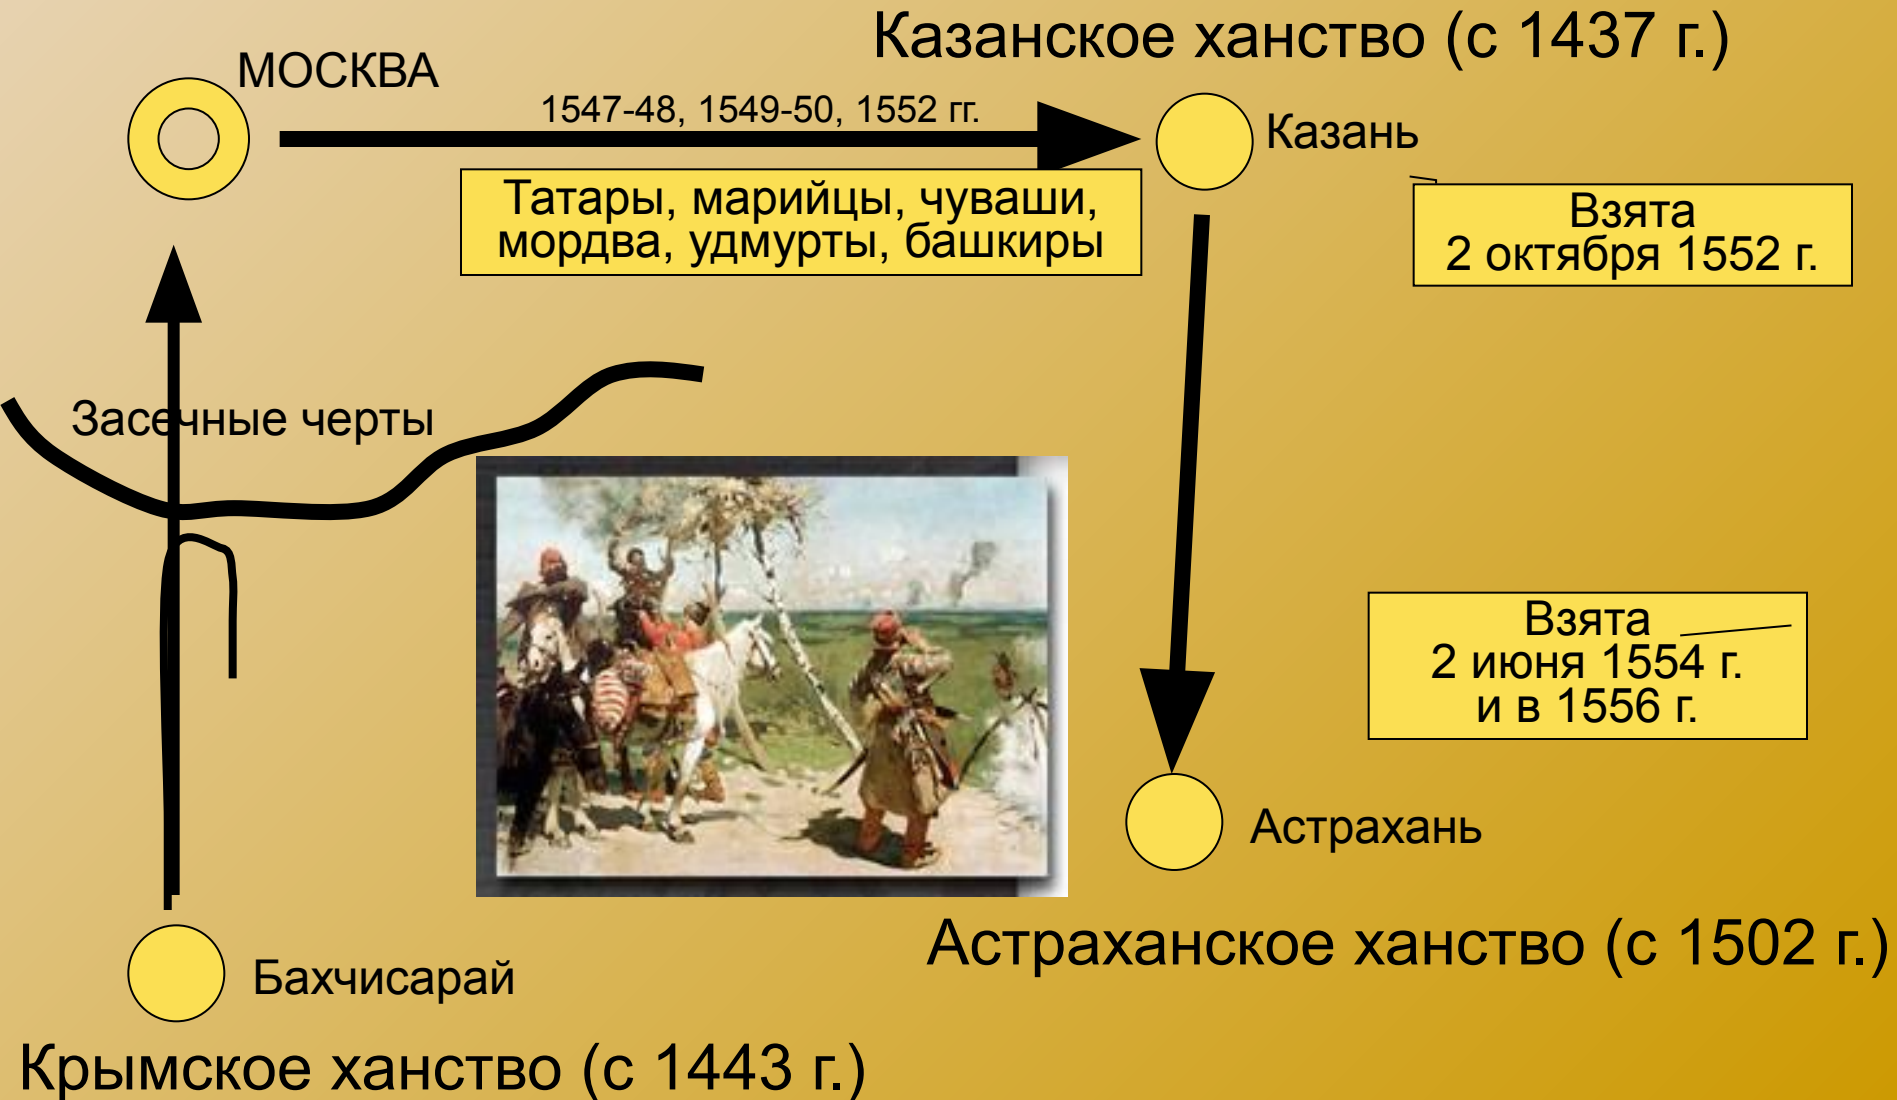 Казанское ханство (с 1437 г.)
МОСКВА
1547-48, 1549-50, 1552 гг.
Казань
Татары, марийцы, чуваши,
мордва, удмурты, башкиры
Взята
2 октября 1552 г.
Засечные черты
Взята
2 июня 1554 г.
и в 1556 г.
Астрахань
Астраханское ханство (с 1502 г.)
Бахчисарай
Крымское ханство (с 1443 г.)